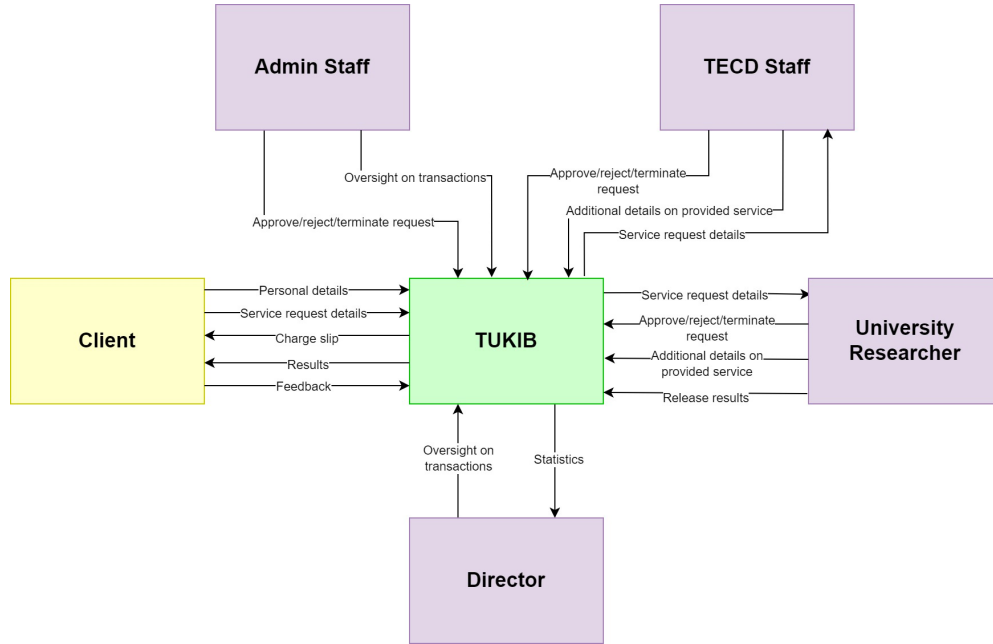 Admin Staff
TECD Staff
Oversight on transactions
Approve/reject/terminate request
Approve/reject/terminate
request
Additional details on provided service
Service request details
Client
Personal details
Service request details
Charge slip
Results
Feedback
TUKIB
Service request details
Approve/reject/terminate
request
Additional details on
provided service
Release results
University
Researcher
Oversight on
transactions
Statistics
Director